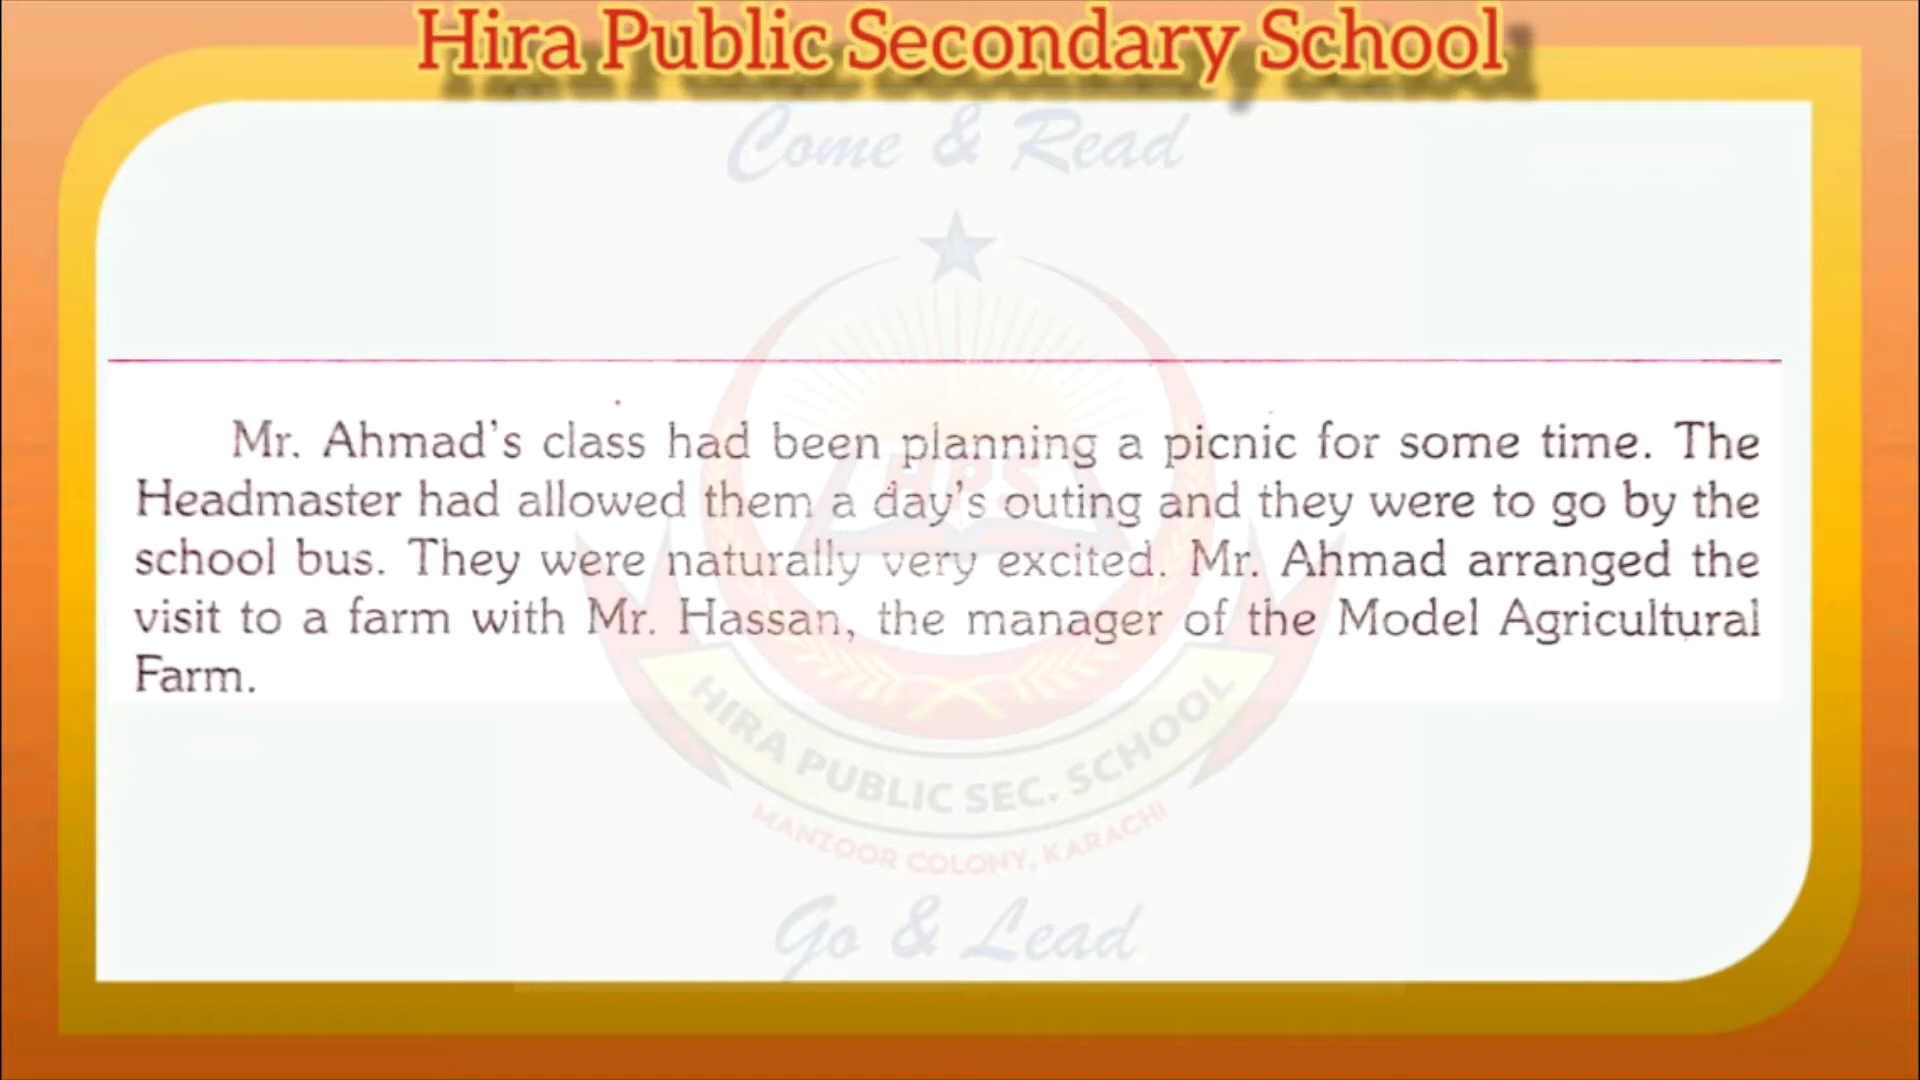 Hira Public Secondary School
Come & Read
Mr. Ahmad's class had been planning a picnic for some time. The
Headmaster had allowed them a day's outing and they were to go by the
school bus. They were naturally very excited. Mr. Ahmad arranged the
visit to a farm with Mr. Hassan, the manager of the Model Agricultural
Farm.
HPS
HIRA PUBLIC SEC. SCHOOL
MANZOOR COLONY, KARACHI
Go & Lead